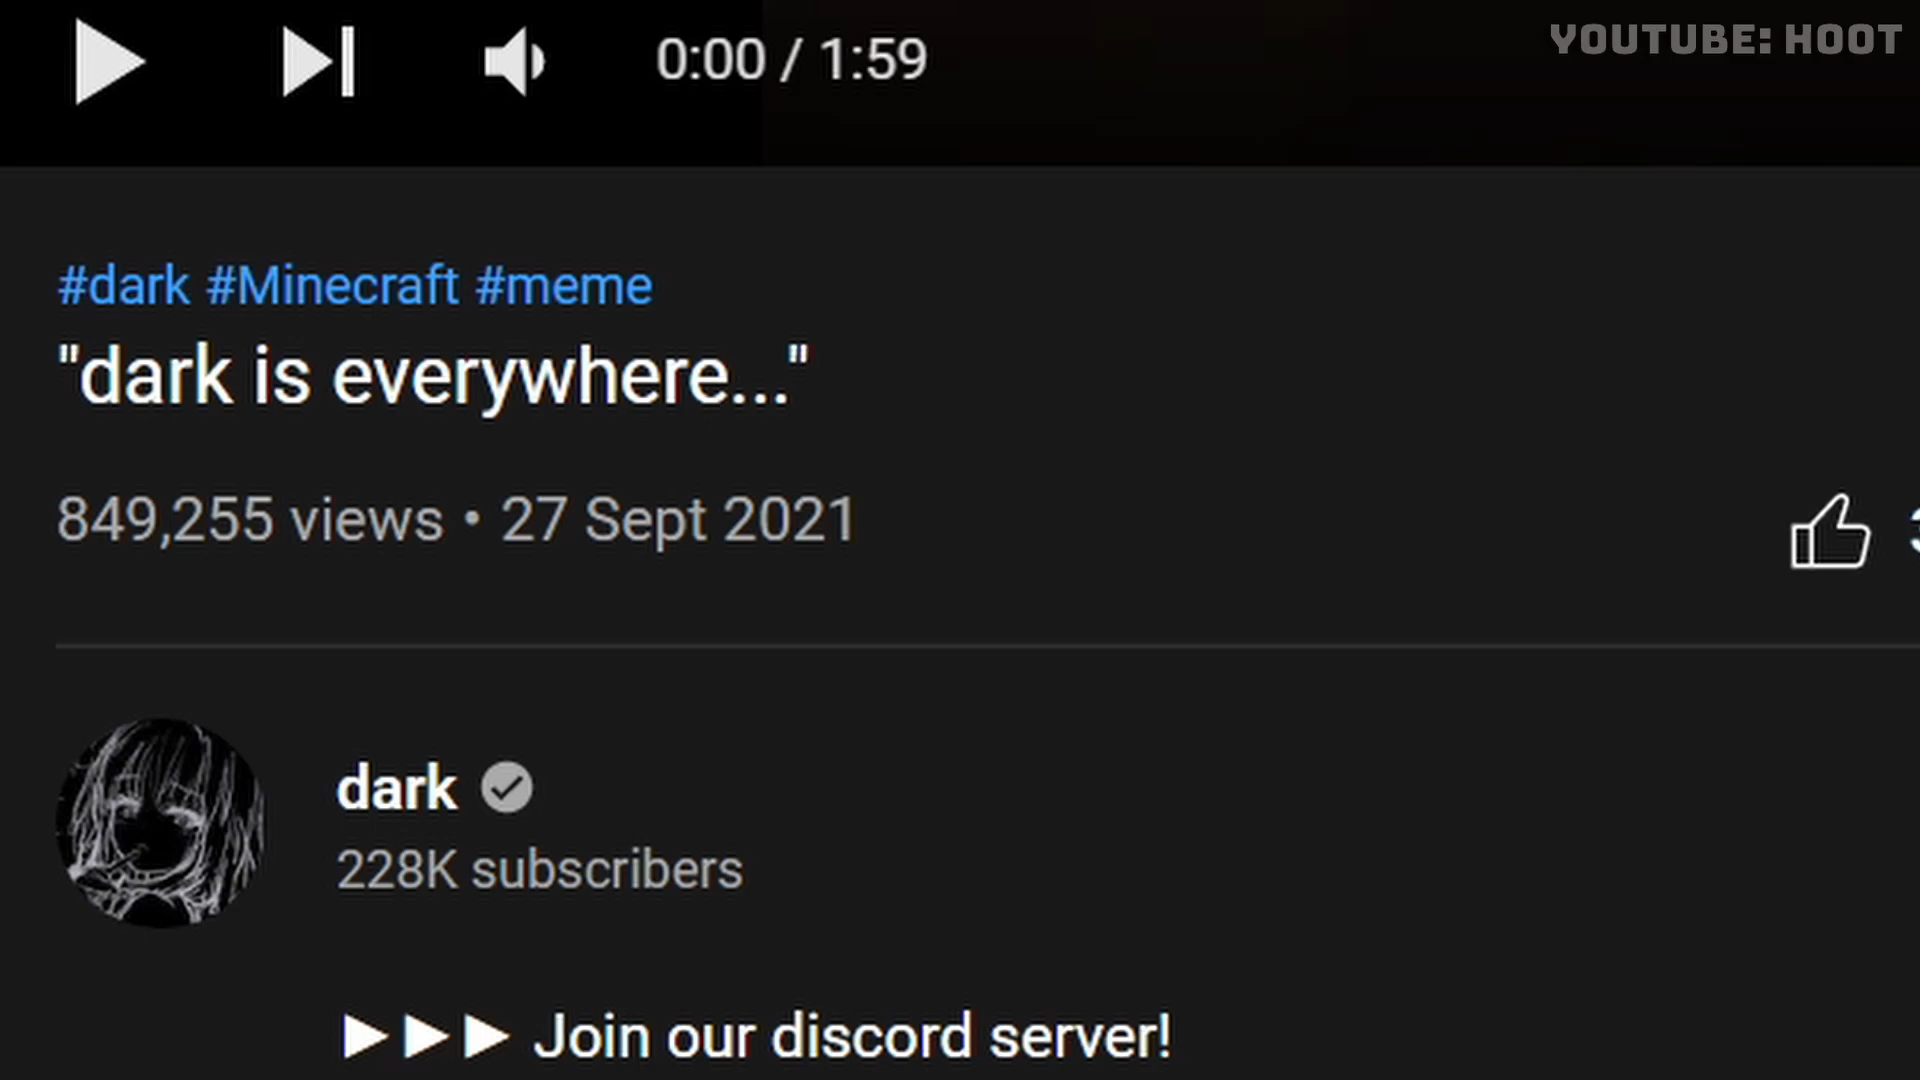 YOUTUBE: HOOT
0:00 / 1:59
#dark #Minecraft #meme
"dark is everywhere..."
849,255 views • 27 Sept 2021
dark
228K subscribers
►►► Join our discord server!